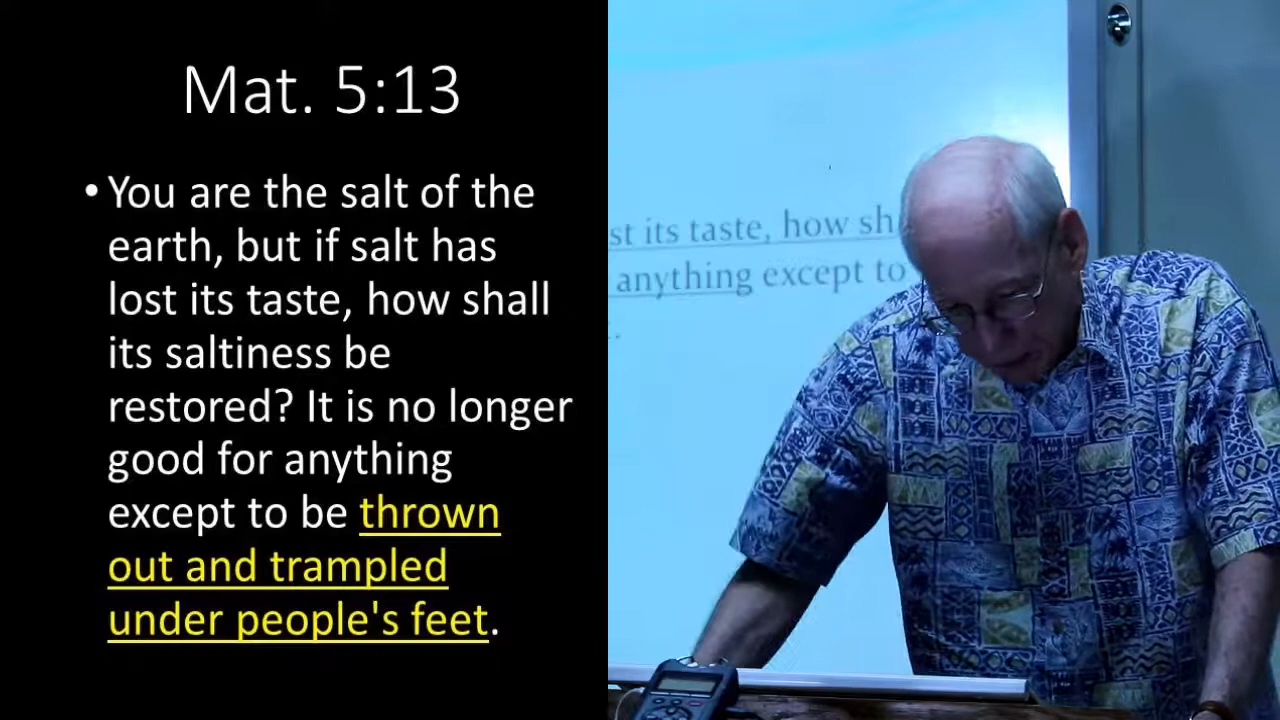 Mat. 5:13
• You are the salt of the
earth, but if salt has
lost its taste, how shall
its saltiness be
restored? It is no longer
good for anything
except to be thrown
out and trampled
under people's feet.
st its taste, how sh
anything except to